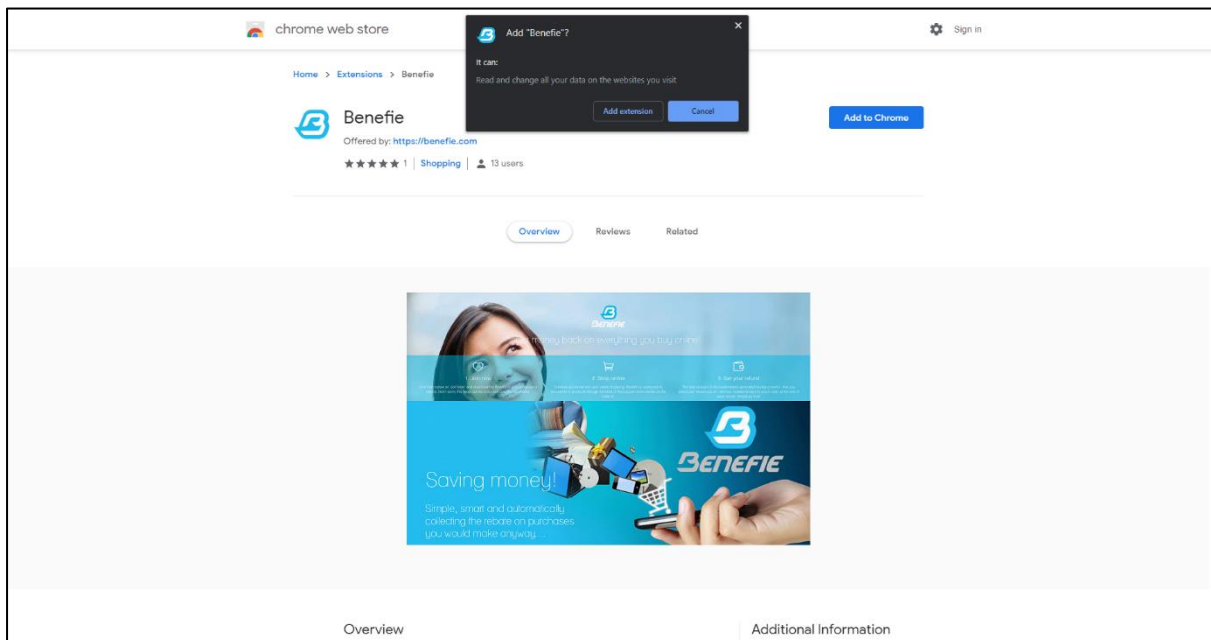 chrome web store
Add "Benefie"?
Sign in
It can:
Read and change all your data on the websites you visit
Add extension
Cancel
Home > Extensions > Benefie
Benefie
Add to Chrome
Offered by: https://benefie.com
1 | Shopping | 13 users
Overview
Reviews
Related
BENEFIE
money back on everything you buy online
BENEFIE
Saving money!
Simple, smart and automatically
collecting the rebate on purchases
you would make anyway...
Overview
Additional Information